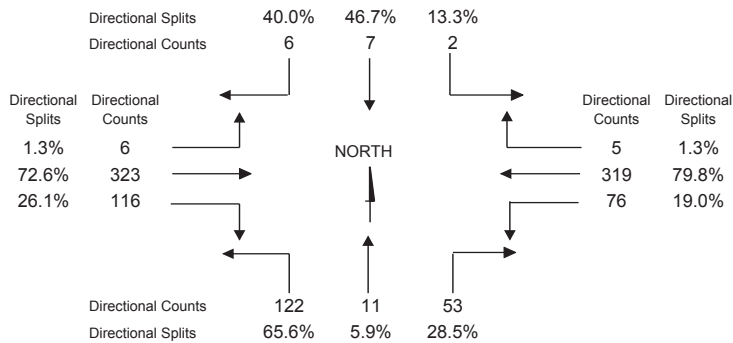 Directional Splits 40.0% 46.7% 13.3%
Directional Counts 6 7 2
Directional Directional Directional Directional
Splits Counts Counts Splits
1.3% 6 5 1.3%
NORTH
72.6% 323 319 79.8%
26.1% 116 76 19.0%
Directional Counts 122 11 53
Directional Splits 65.6% 5.9% 28.5%